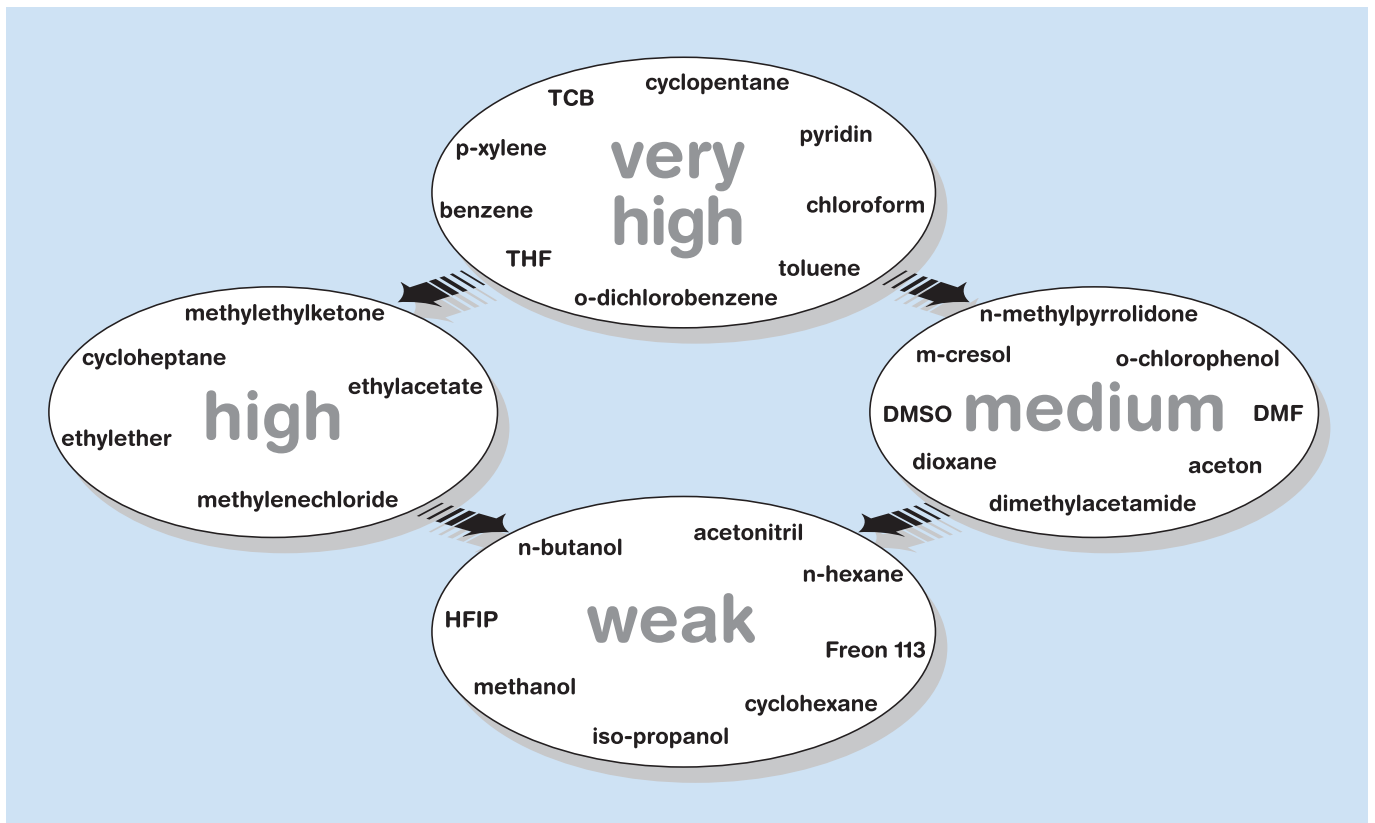 cyclopentane
TCB
pyridin
p-xylene
very
high
chloroform
benzene
THF
toluene
o-dichlorobenzene
methylethylketone
cycloheptane
ethylacetate
high
ethylether
methylenechloride
n-methylpyrrolidone
m-cresol
o-chlorophenol
DMSO
medium
DMF
dioxane
aceton
dimethylacetamide
acetonitril
n-butanol
n-hexane
HFIP
weak
Freon 113
methanol
cyclohexane
iso-propanol